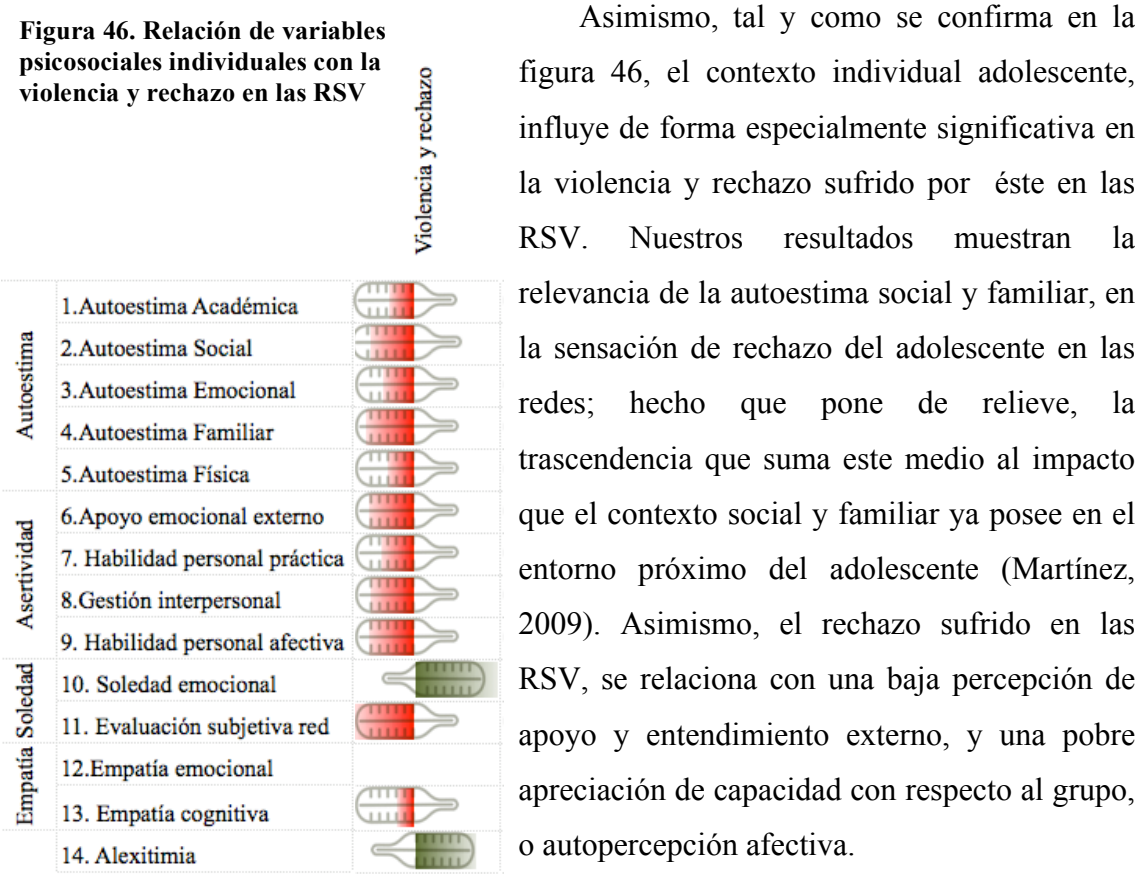 Figura 46. Relación de variables
psicosociales individuales con la
violencia y rechazo en las RSV
Violencia y rechazo
Autoestima
1.Autoestima Académica
2.Autoestima Social
3.Autoestima Emocional
4.Autoestima Familiar
5.Autoestima Física
Asertividad
6.Apoyo emocional externo
7. Habilidad personal práctica
8.Gestión interpersonal
9. Habilidad personal afectiva
Soledad
10. Soledad emocional
11. Evaluación subjetiva red
Empatía
12.Empatía emocional
13. Empatía cognitiva
14. Alexitimia
Asimismo, tal y como se confirma en la
figura 46, el contexto individual adolescente,
influye de forma especialmente significativa en
la violencia y rechazo sufrido por éste en las
RSV. Nuestros resultados muestran la
relevancia de la autoestima social y familiar, en
la sensación de rechazo del adolescente en las
redes; hecho que pone de relieve, la
trascendencia que suma este medio al impacto
que el contexto social y familiar ya posee en el
entorno próximo del adolescente (Martínez,
2009). Asimismo, el rechazo sufrido en las
RSV, se relaciona con una baja percepción de
apoyo y entendimiento externo, y una pobre
apreciación de capacidad con respecto al grupo,
o autopercepción afectiva.